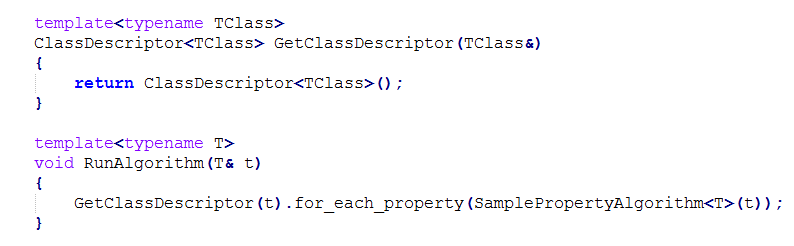 template<typename TClass>
ClassDescriptor<TClass> GetClassDescriptor(TClass&)
{
    return ClassDescriptor<TClass>();
}

template<typename T>
void RunAlgorithm(T& t)
{
    GetClassDescriptor(t).for_each_property(SamplePropertyAlgorithm<T>(t));
}